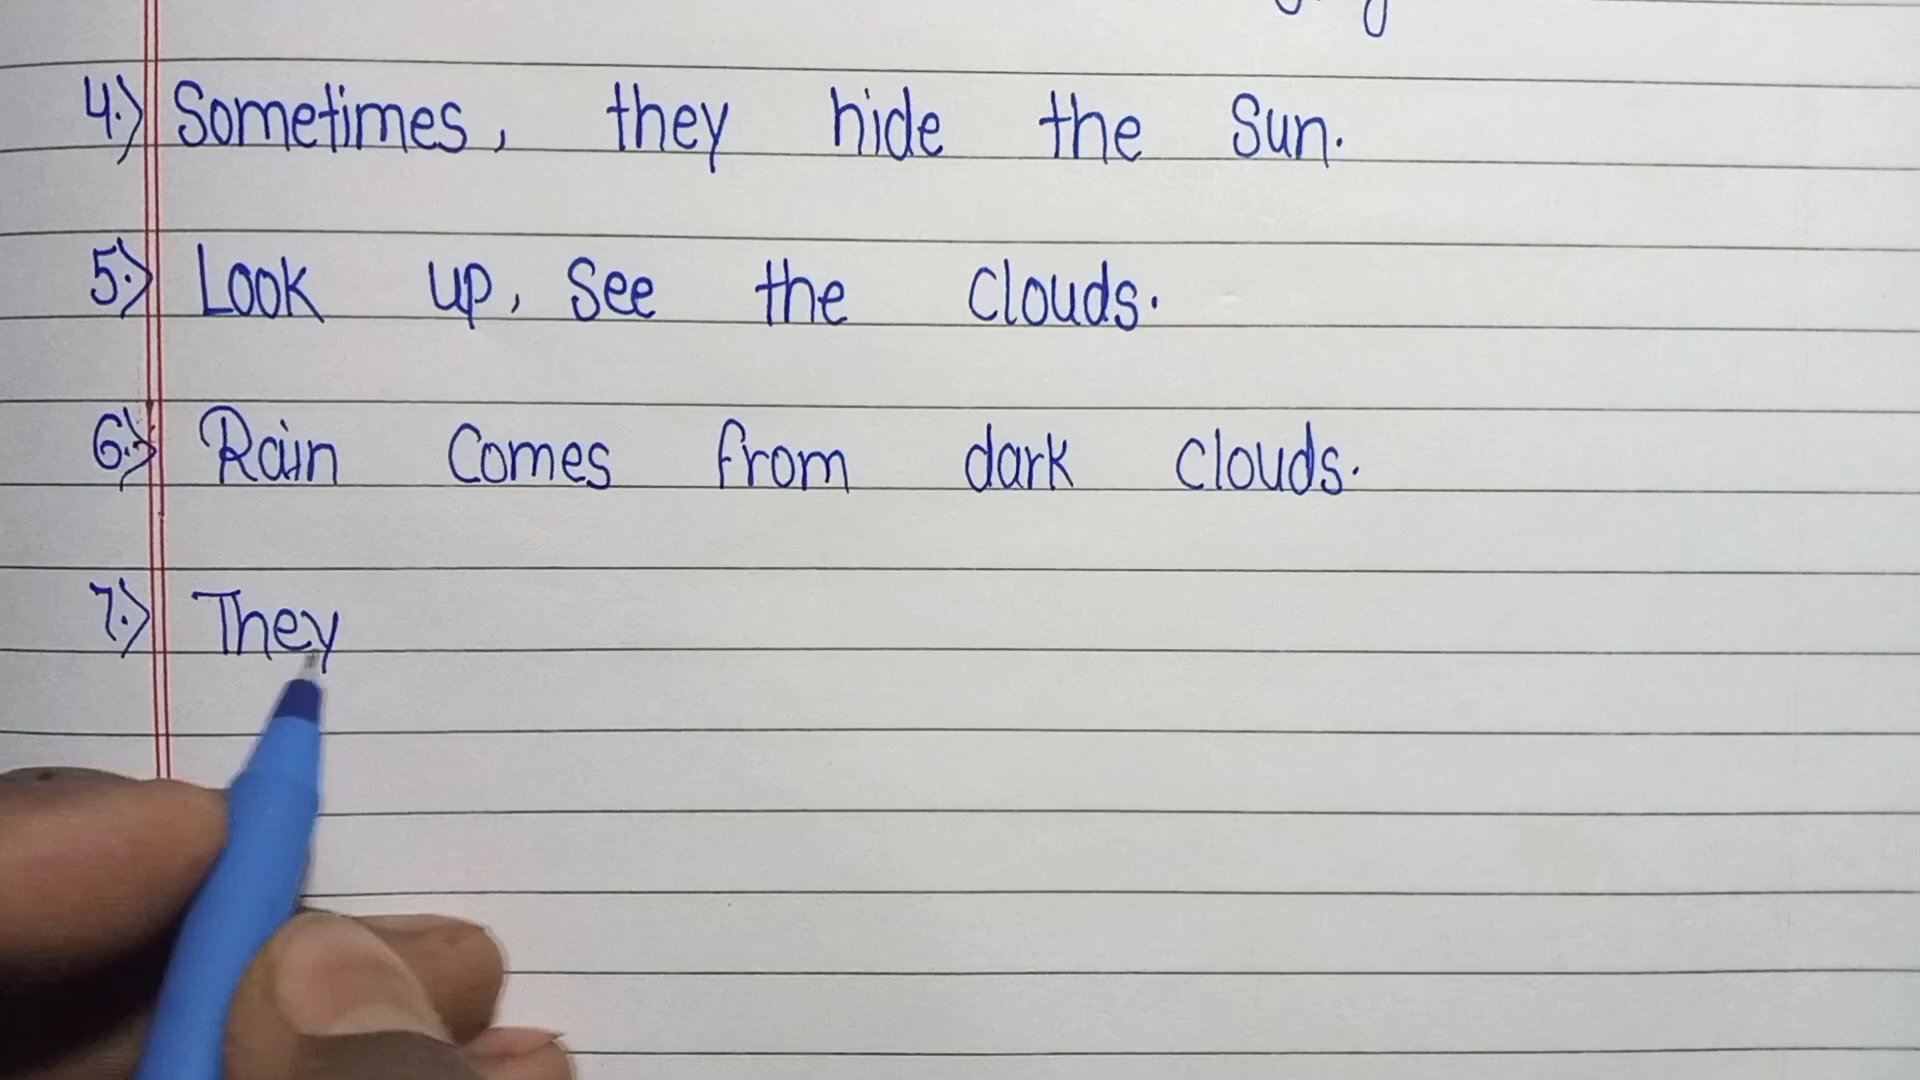 4.) Sometimes, they hide the Sun.
5.) Look up, See the Clouds.
6.) Rain Comes from dark Clouds.
7.) They